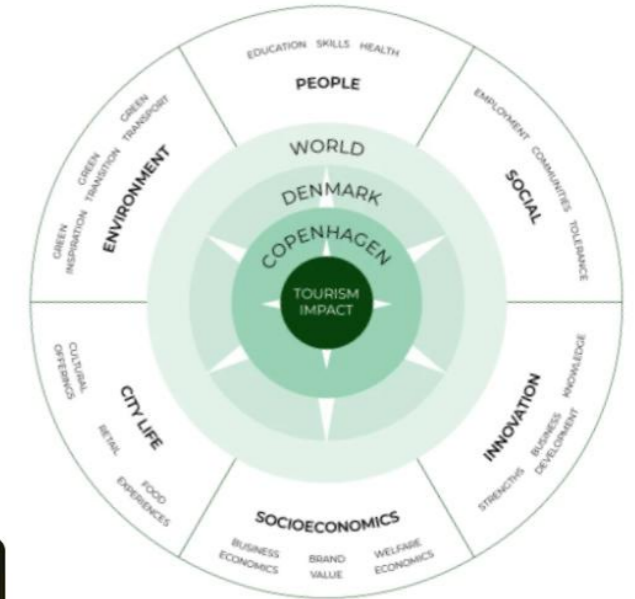 EDUCATION SKILLS HEALTH
PEOPLE
EMPLOYMENT COMMUNITIES TOLERANCE
SOCIAL
KNOWLEDGE
BUSINESS
DEVELOPMENT
STRENGTHS
INNOVATION
SOCIOECONOMICS
BUSINESS
ECONOMICS
BRAND
VALUE
WELFARE
ECONOMICS
CITY LIFE
CULTURAL
OFFERINGS
RETAIL
FOOD
EXPERIENCES
ENVIRONMENT
GREEN
INSPIRATION
GREEN
TRANSITION
GREEN
TRANSPORT
WORLD
DENMARK
COPENHAGEN
TOURISM
IMPACT